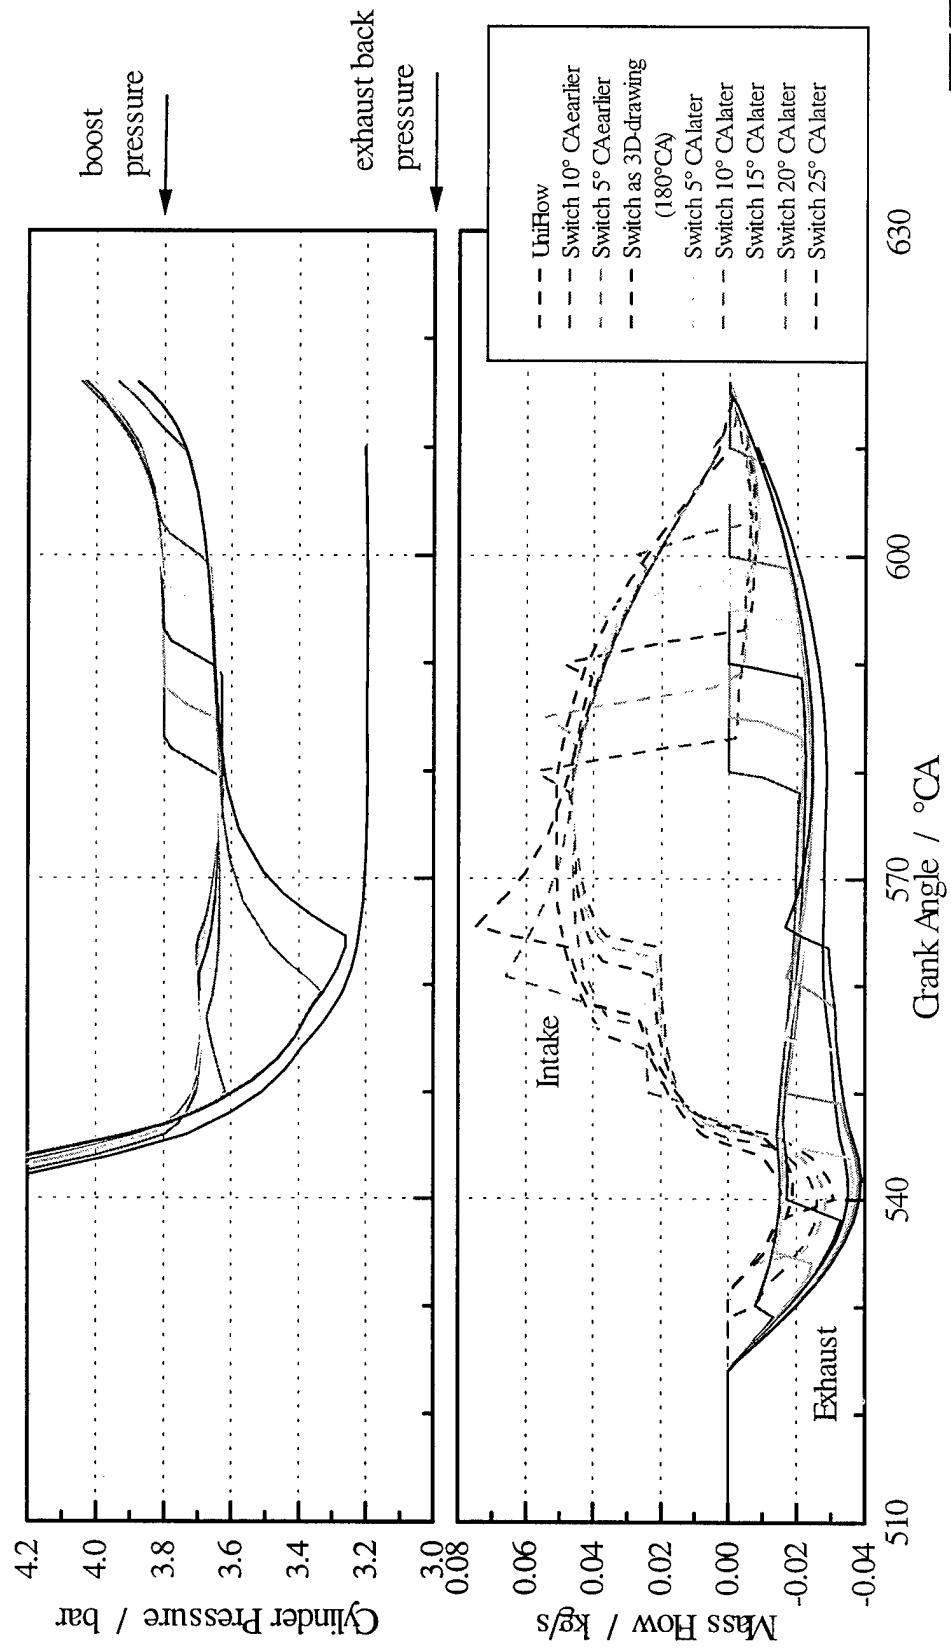 boost
pressure
exhaust back
pressure
Cylinder Pressure / bar
4.2
4.0
3.8
3.6
3.4
3.2
3.0
Mass Flow / kg/s
0.08
0.06
0.04
0.02
0.00
-0.02
-0.04
Intake
Exhaust
UniFlow
Switch 10° CA earlier
Switch 5° CA earlier
Switch as 3D-drawing
(180°CA)
Switch 5° CA later
Switch 10° CA later
Switch 15° CA later
Switch 20° CA later
Switch 25° CA later
510
540
570
600
630
Crank Angle / °CA